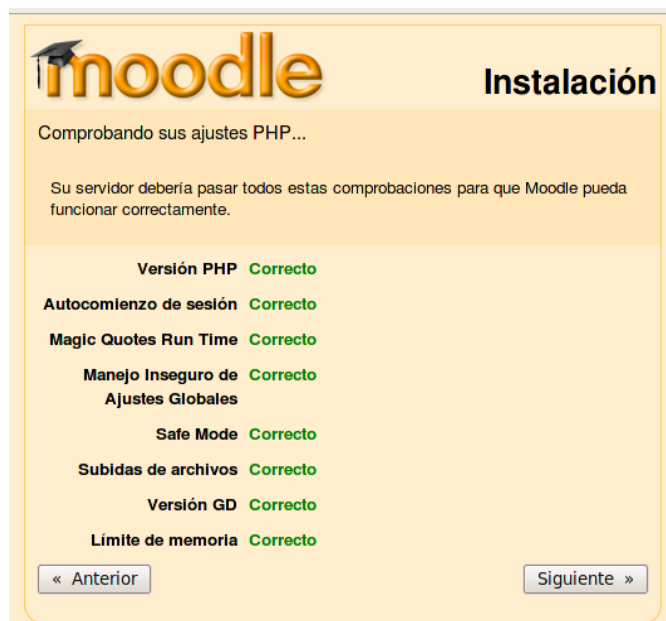 moodle
Instalación
Comprobando sus ajustes PHP...
Su servidor debería pasar todos estas comprobaciones para que Moodle pueda
funcionar correctamente.
Versión PHP Correcto
Autocomienzo de sesión Correcto
Magic Quotes Run Time Correcto
Manejo Inseguro de Correcto
Ajustes Globales
Safe Mode Correcto
Subidas de archivos Correcto
Versión GD Correcto
Límite de memoria Correcto
« Anterior
Siguiente »